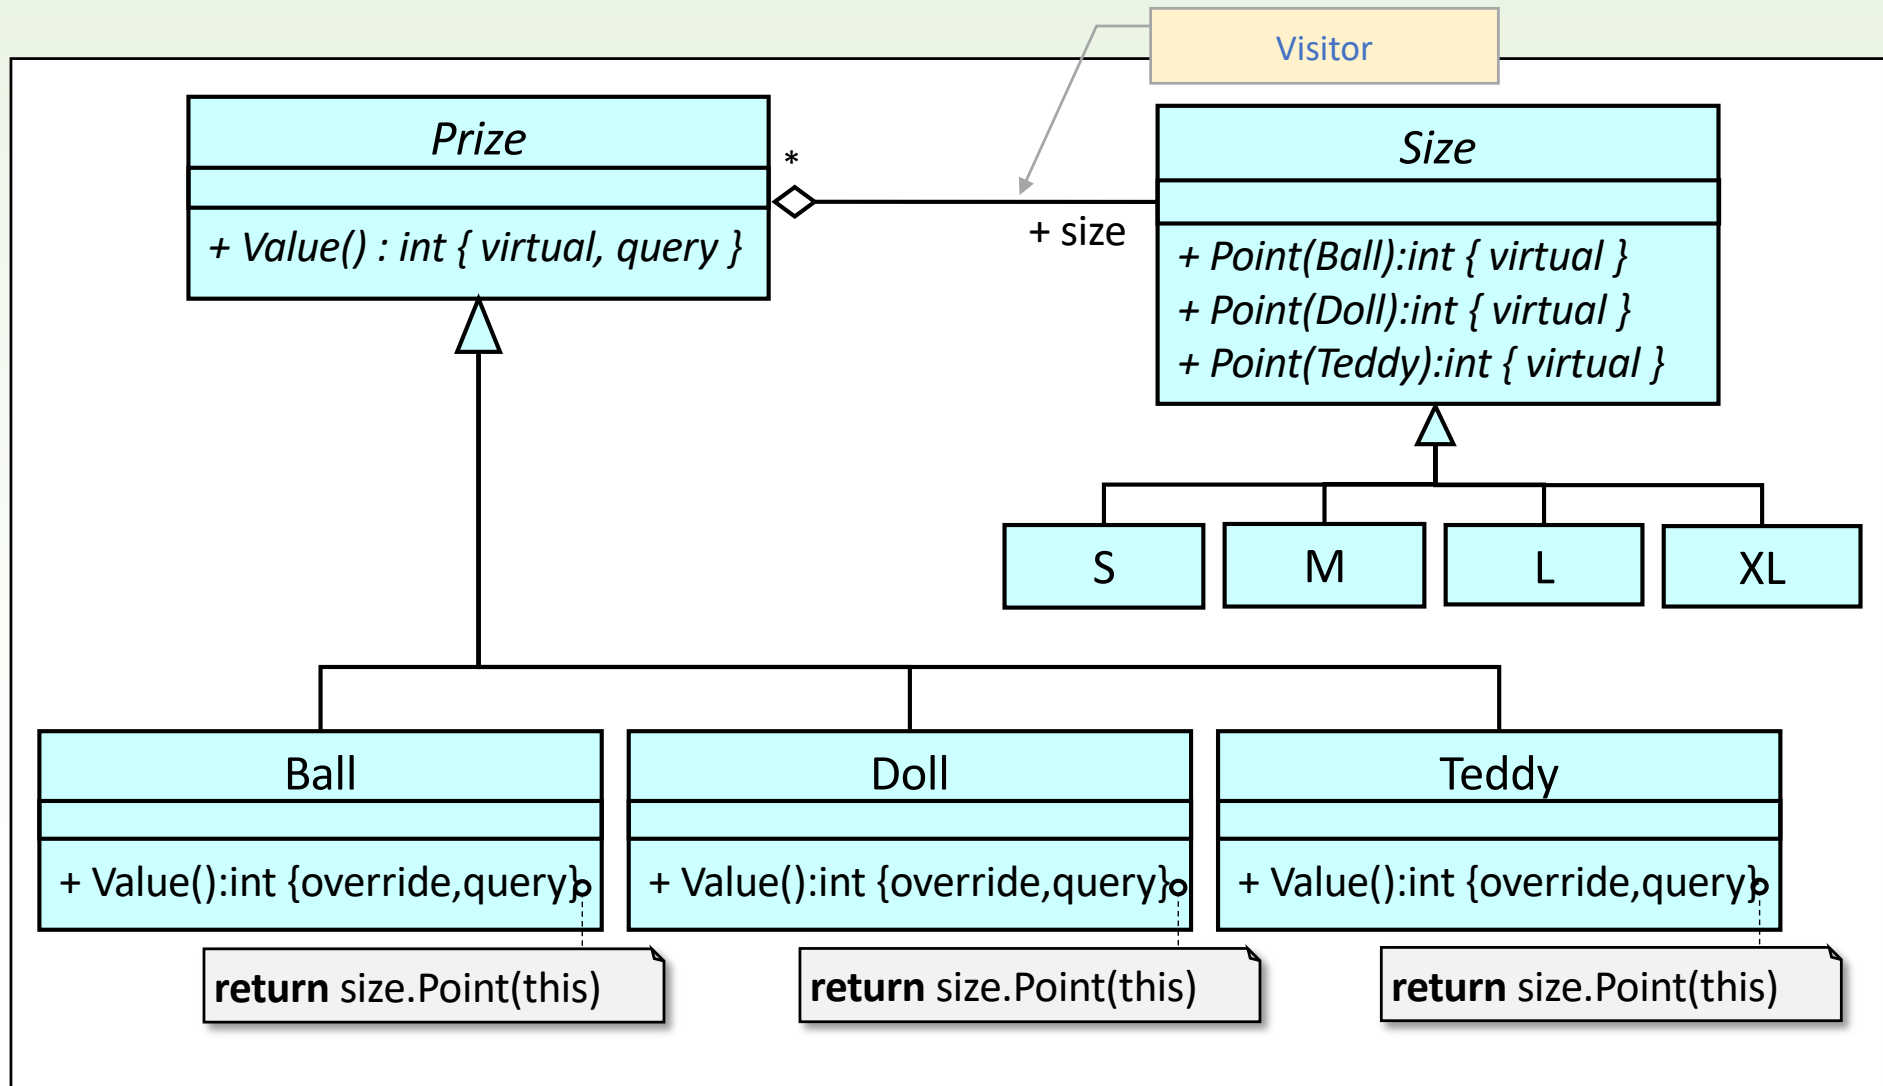 Visitor
Prize
*
+ Value() : int { virtual, query }
+ size
Size
+ Point(Ball):int { virtual }
+ Point(Doll):int { virtual }
+ Point(Teddy):int { virtual }
S
M
L
XL
Ball
+ Value():int {override,query}
return size.Point(this)
Doll
+ Value():int {override,query}
return size.Point(this)
Teddy
+ Value():int {override,query}
return size.Point(this)